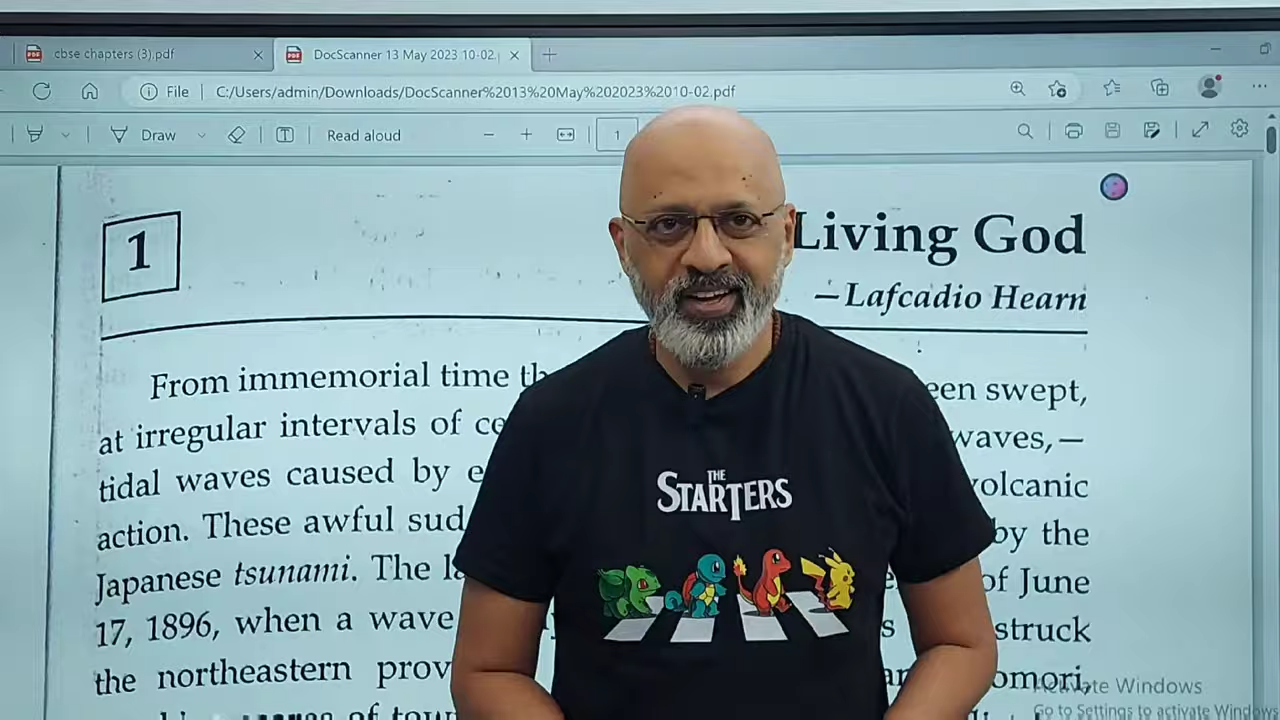 cbse chapters (3).pdf
DocScanner 13 May 2023 10-02.
File C:/Users/admin/Downloads/DocScanner%2013%20May%202023%2010-02.pdf
Draw Read aloud 1
1
Living God
—Lafcadio Hearn
From immemorial time een swept,
at irregular intervals of waves,—
tidal waves caused by volcanic
action. These awful sud by the
Japanese tsunami. The of June
17, 1896, when a wave struck
the northeastern prov omori,
of
THE
STARTERS
Activate Windows
Go to Settings to activate Windows